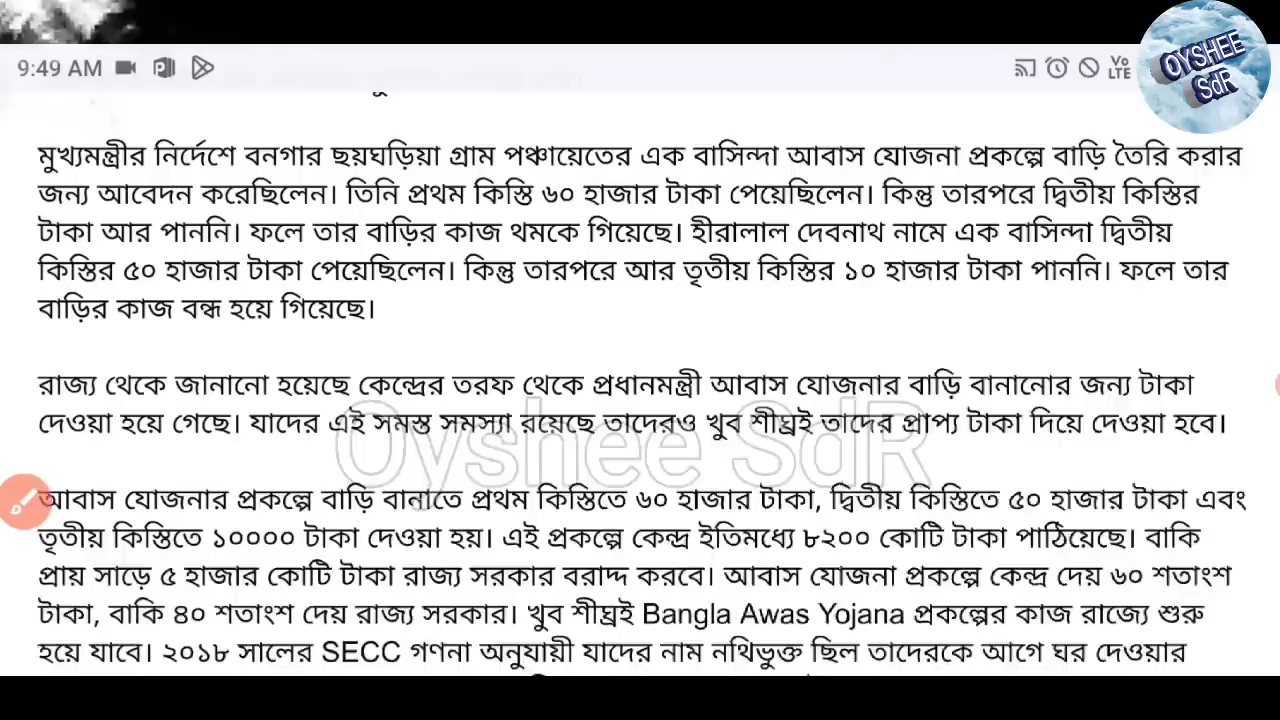 OYSHEE
SdR
9:49 AM
Vo
LTE
মুখ্যমন্ত্রীর নির্দেশে বনগার ছয়ঘড়িয়া গ্রাম পঞ্চায়েতের এক বাসিন্দা আবাস যোজনা প্রকল্পে বাড়ি তৈরি করার
জন্য আবেদন করেছিলেন। তিনি প্রথম কিস্তি ৬০ হাজার টাকা পেয়েছিলেন। কিন্তু তারপরে দ্বিতীয় কিস্তির
টাকা আর পাননি। ফলে তার বাড়ির কাজ থমকে গিয়েছে। হীরালাল দেবনাথ নামে এক বাসিন্দা দ্বিতীয়
কিস্তির ৫০ হাজার টাকা পেয়েছিলেন। কিন্তু তারপরে আর তৃতীয় কিস্তির ১০ হাজার টাকা পাননি। ফলে তার
বাড়ির কাজ বন্ধ হয়ে গিয়েছে।
রাজ্য থেকে জানানো হয়েছে কেন্দ্রের তরফ থেকে প্রধানমন্ত্রী আবাস যোজনার বাড়ি বানানোর জন্য টাকা
দেওয়া হয়ে গেছে। যাদের এই সমস্ত সমস্যা রয়েছে তাদেরও খুব শীঘ্রই তাদের প্রাপ্য টাকা দিয়ে দেওয়া হবে।
Oyshee SdR
আবাস যোজনার প্রকল্পে বাড়ি বানাতে প্রথম কিস্তিতে ৬০ হাজার টাকা, দ্বিতীয় কিস্তিতে ৫০ হাজার টাকা এবং
তৃতীয় কিস্তিতে ১০০০০ টাকা দেওয়া হয়। এই প্রকল্পে কেন্দ্র ইতিমধ্যে ৮২০০ কোটি টাকা পাঠিয়েছে। বাকি
প্রায় সাড়ে ৫ হাজার কোটি টাকা রাজ্য সরকার বরাদ্দ করবে। আবাস যোজনা প্রকল্পে কেন্দ্র দেয় ৬০ শতাংশ
টাকা, বাকি ৪০ শতাংশ দেয় রাজ্য সরকার। খুব শীঘ্রই Bangla Awas Yojana প্রকল্পের কাজ রাজ্যে শুরু
হয়ে যাবে। ২০১৮ সালের SECC গণনা অনুযায়ী যাদের নাম নথিভুক্ত ছিল তাদেরকে আগে ঘর দেওয়ার